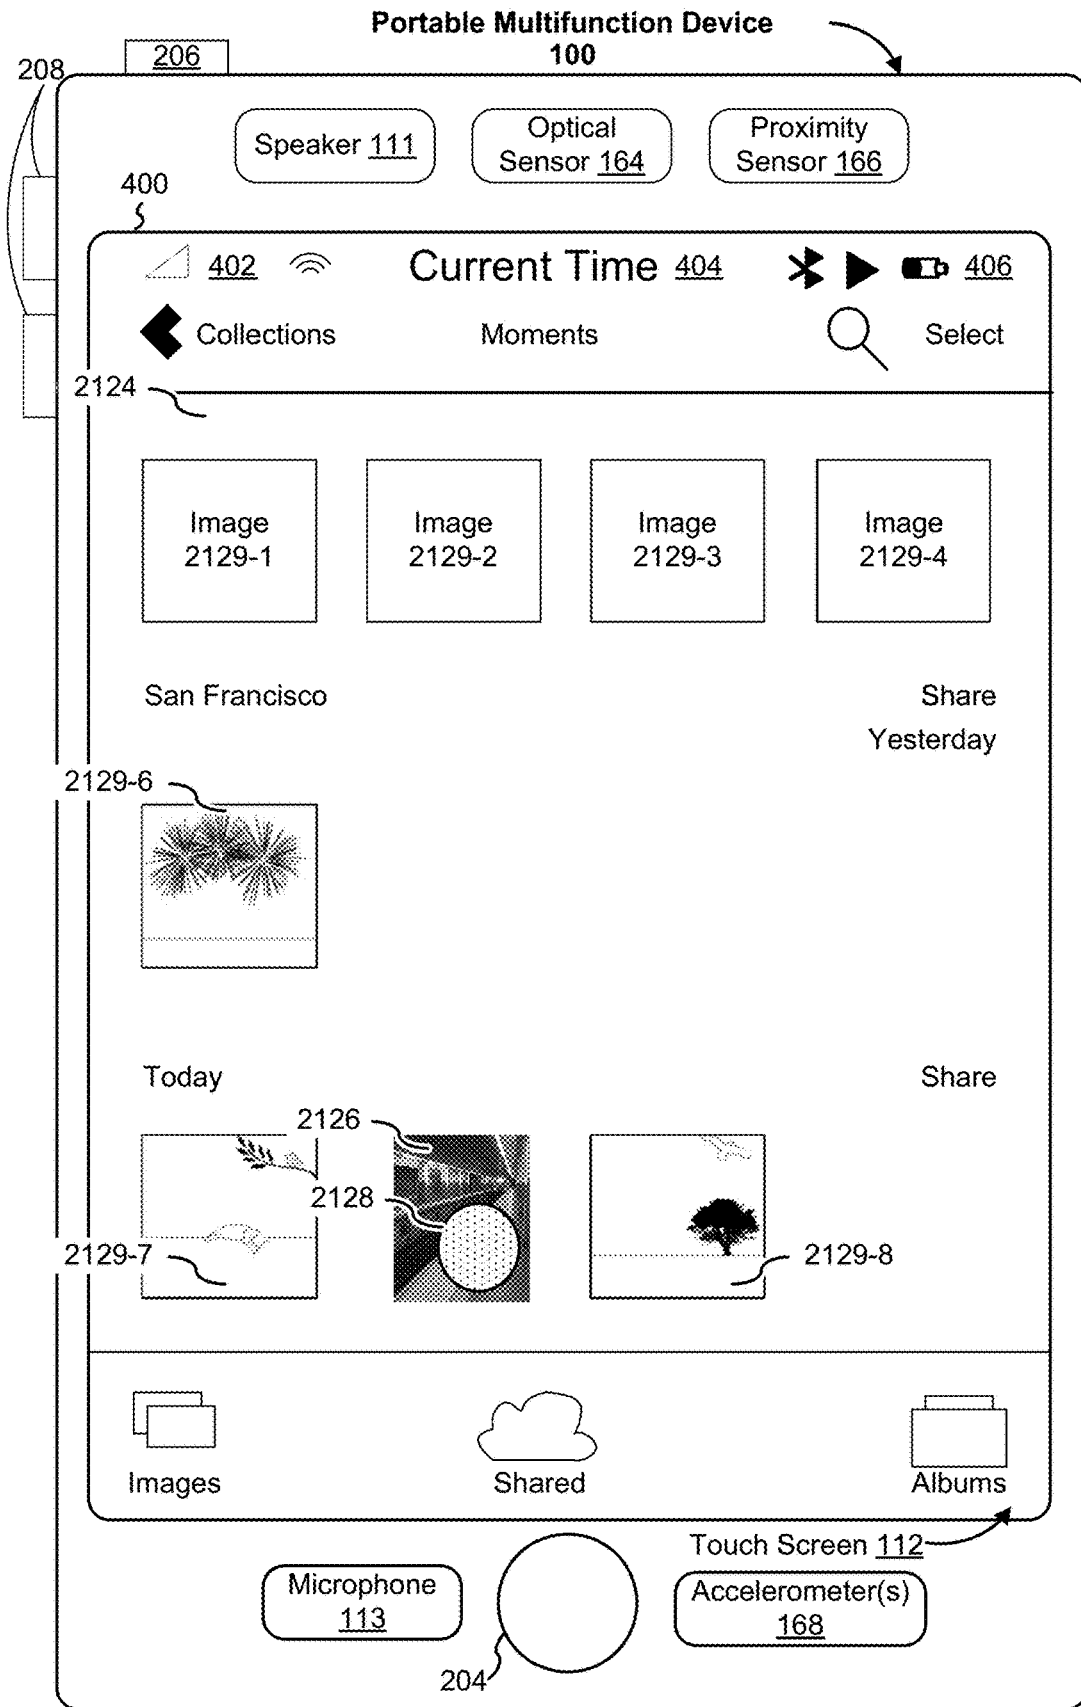 Portable Multifunction Device
100
206
208
Speaker 111
Optical
Sensor 164
Proximity
Sensor 166
400
402
Current Time 404
406
Collections
Moments
Select
2124
Image
2129-1
Image
2129-2
Image
2129-3
Image
2129-4
San Francisco
Share
Yesterday
2129-6
Today
Share
2126
2128
2129-7
2129-8
Images
Shared
Albums
Touch Screen 112
Microphone
113
Accelerometer(s)
168
204